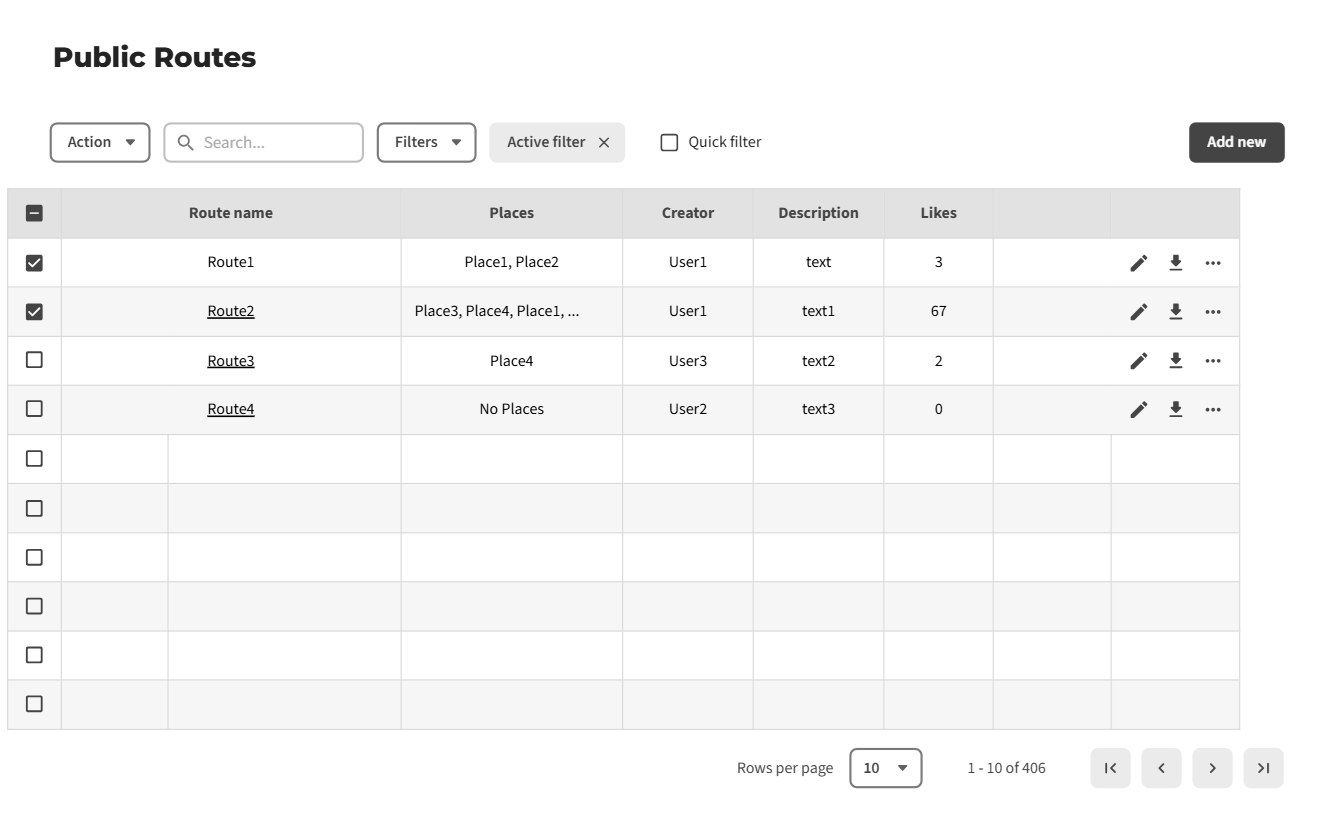 Public Routes
Action Search... Filters Active filter Quick filter Add new
Route name Places Creator Description Likes
Route1 Place1, Place2 User1 text 3
Route2 Place3, Place4, Place1, ... User1 text1 67
Route3 Place4 User3 text2 2
Route4 No Places User2 text3 0
Rows per page 10 1 - 10 of 406